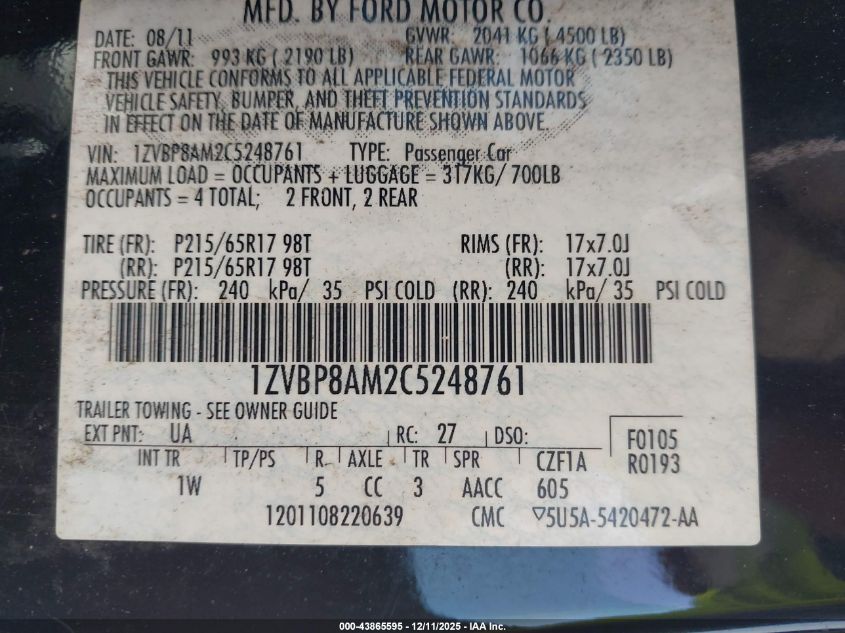 MFD. BY FORD MOTOR CO.
DATE: 08/11 GVWR: 2041 KG ( 4500 LB)
FRONT GAWR: 993 KG ( 2190 LB) REAR GAWR: 1066 KG ( 2350 LB)
THIS VEHICLE CONFORMS TO ALL APPLICABLE FEDERAL MOTOR
VEHICLE SAFETY, BUMPER, AND THEFT PREVENTION STANDARDS
IN EFFECT ON THE DATE OF MANUFACTURE SHOWN ABOVE.
VIN: 1ZVBP8AM2C5248761 TYPE: Passenger Car
MAXIMUM LOAD = OCCUPANTS + LUGGAGE = 317KG/ 700LB
OCCUPANTS = 4 TOTAL; 2 FRONT, 2 REAR
TIRE (FR): P215/65R17 98T RIMS (FR): 17x7.0J
(RR): P215/65R17 98T (RR): 17x7.0J
PRESSURE (FR): 240 kPa/ 35 PSI COLD (RR): 240 kPa/ 35 PSI COLD
1ZVBP8AM2C5248761
TRAILER TOWING - SEE OWNER GUIDE
EXT PNT: UA RC: 27 DSO: F0105
INT TR TP/PS R. AXLE TR SPR CZF1A R0193
1W 5 CC 3 AACC 605
1201108220639 CMC ▽5U5A-5420472-AA
000-43865595 - 12/11/2025 - IAA Inc.